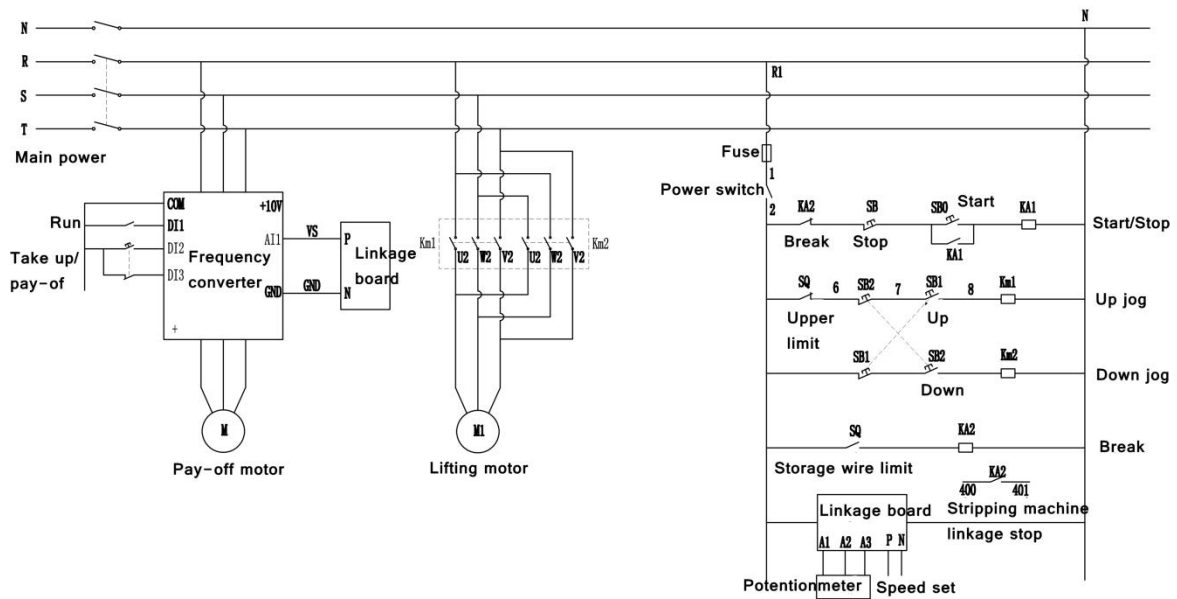 N
N
R
R1
S
T
Main power
Fuse
1
Power switch
2
COM
+10V
Run
DI1
VS
AI1
P
Take up/
pay-of
DI2
Frequency
converter
Linkage
board
DI3
GND
GND
N
+
Km1
U2 W2 V2 U2 W2 V2
Km2
KA2
SB
SB0
Start
KA1
Start/Stop
Break
Stop
KA1
SQ
6
SB2
7
SB1
8
Km1
Up jog
Upper
limit
Up
SB1
SB2
Km2
Down jog
Down
M
M1
Pay-off motor
Lifting motor
SQ
KA2
Break
Storage wire limit
KA2
400 401
Linkage board
Stripping machine
linkage stop
A1 A2 A3 P N
Potentionmeter
Speed set